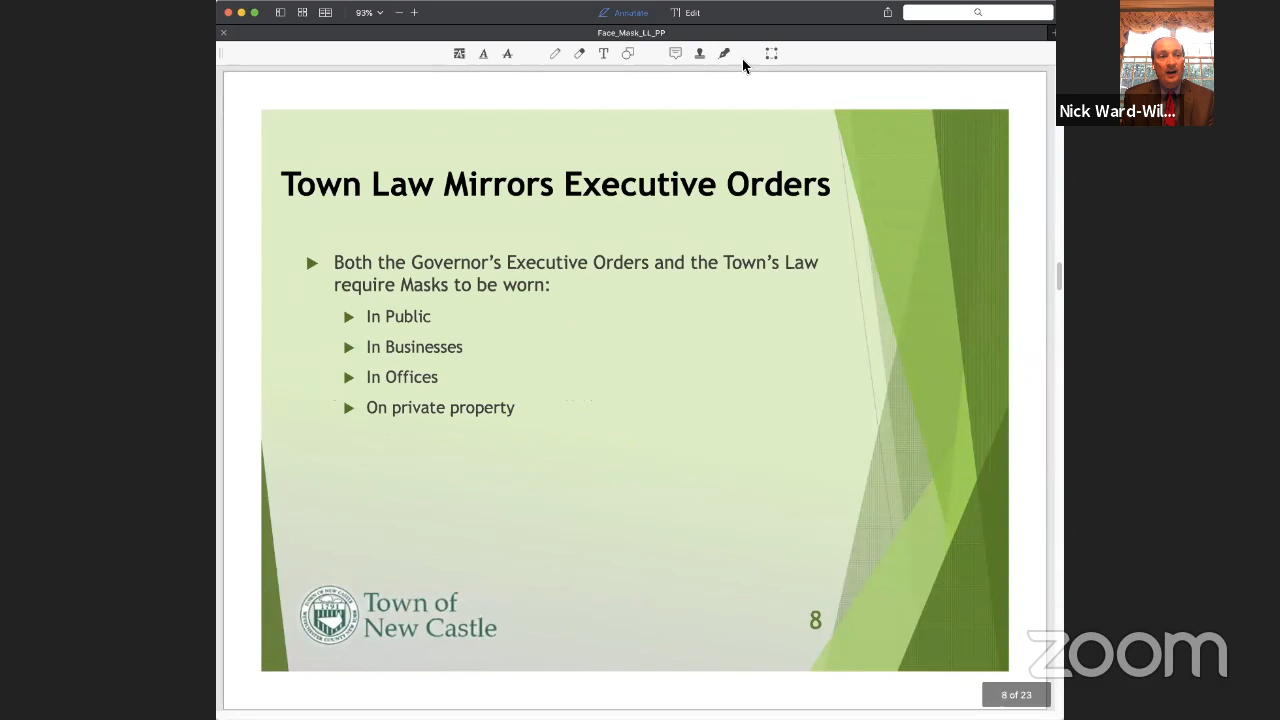 93%
Annotate
Edit
Face_Mask_LL_PP
Nick Ward-Wil...
Town Law Mirrors Executive Orders
Both the Governor's Executive Orders and the Town's Law
require Masks to be worn:
In Public
In Businesses
In Offices
On private property
1791
Town of
New Castle
8
zoom
8 of 23